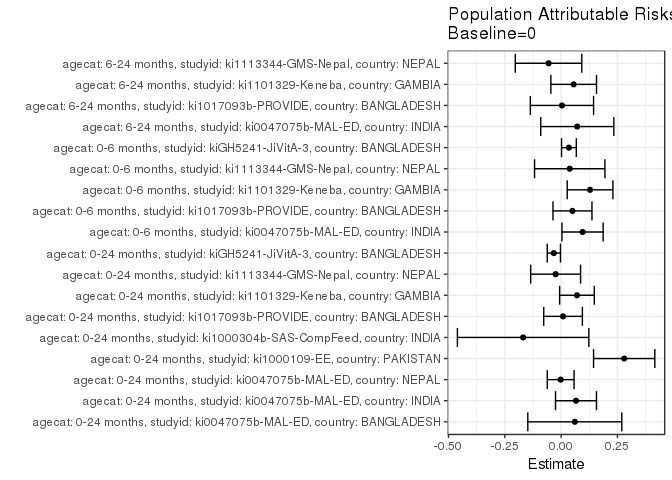 Population Attributable Risks
Baseline=0
agecat: 6-24 months, studyid: ki1113344-GMS-Nepal, country: NEPAL
agecat: 6-24 months, studyid: ki1101329-Keneba, country: GAMBIA
agecat: 6-24 months, studyid: ki1017093b-PROVIDE, country: BANGLADESH
agecat: 6-24 months, studyid: ki0047075b-MAL-ED, country: INDIA
agecat: 0-6 months, studyid: kiGH5241-JiVitA-3, country: BANGLADESH
agecat: 0-6 months, studyid: ki1113344-GMS-Nepal, country: NEPAL
agecat: 0-6 months, studyid: ki1101329-Keneba, country: GAMBIA
agecat: 0-6 months, studyid: ki1017093b-PROVIDE, country: BANGLADESH
agecat: 0-6 months, studyid: ki0047075b-MAL-ED, country: INDIA
agecat: 0-24 months, studyid: kiGH5241-JiVitA-3, country: BANGLADESH
agecat: 0-24 months, studyid: ki1113344-GMS-Nepal, country: NEPAL
agecat: 0-24 months, studyid: ki1101329-Keneba, country: GAMBIA
agecat: 0-24 months, studyid: ki1017093b-PROVIDE, country: BANGLADESH
agecat: 0-24 months, studyid: ki1000304b-SAS-CompFeed, country: INDIA
agecat: 0-24 months, studyid: ki1000109-EE, country: PAKISTAN
agecat: 0-24 months, studyid: ki0047075b-MAL-ED, country: NEPAL
agecat: 0-24 months, studyid: ki0047075b-MAL-ED, country: INDIA
agecat: 0-24 months, studyid: ki0047075b-MAL-ED, country: BANGLADESH
-0.50 -0.25 0.00 0.25
Estimate